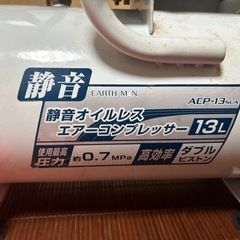 静音
EARTH MAN
ACP-13
静音オイルレス
エアーコンプレッサー 13L
使用最高圧力 約0.7MPa 高効率 ダブルピストン